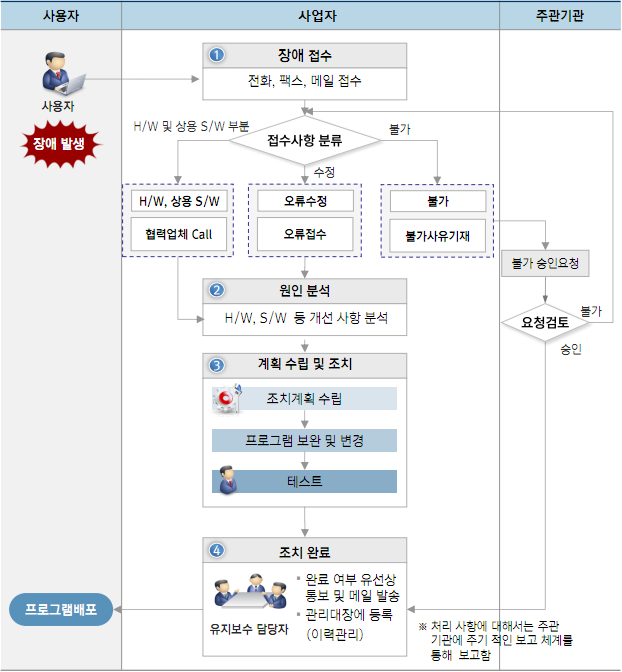 사용자
사업자
주관기관
1 장애 접수
전화, 팩스, 메일 접수
사용자
장애 발생
H/W 및 상용 S/W 부분
접수사항 분류
불가
수정
H/W, 상용 S/W
협력업체 Call
오류수정
오류접수
불가
불가사유기재
불가 승인요청
요청검토
불가
승인
2 원인 분석
H/W, S/W 등 개선 사항 분석
3 계획 수립 및 조치
조치계획 수립
프로그램 보완 및 변경
테스트
4 조치 완료
▪ 완료 여부 유선상
통보 및 메일 발송
▪ 관리대장에 등록
(이력관리)
유지보수 담당자
프로그램배포
※ 처리 사항에 대해서는 주관
기관에 주기 적인 보고 체계를
통해 보고함